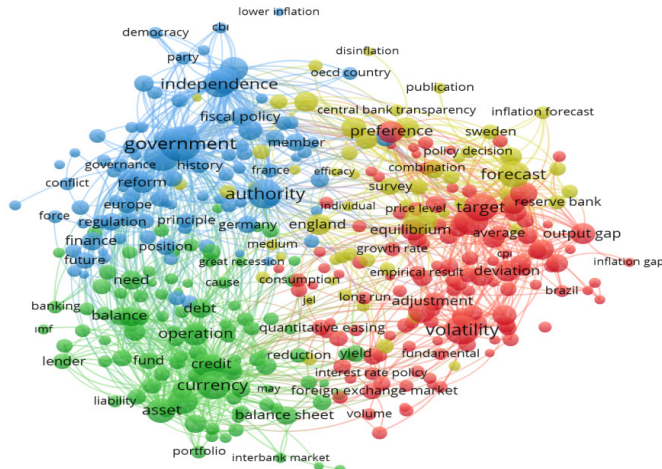 lower inflation
cbi
democracy
party
disinflation
oecd country
independence
publication
central bank transparency
inflation forecast
fiscal policy
preference
sweden
government
member
policy decision
governance
history
france
efficacy
combination
forecast
conflict
reform
authority
survey
reserve bank
europe
individual
price level
target
force
regulation
principle
germany
england
equilibrium
average
output gap
finance
position
medium
growth rate
cpi
future
great recession
inflation gap
need
cause
consumption
empirical result
deviation
brazil
banking
debt
jel
long run
adjustment
balance
imf
operation
quantitative easing
volatility
lender
fund
credit
reduction
yield
fundamental
currency
interest rate policy
liability
may
foreign exchange market
asset
balance sheet
volume
portfolio
interbank market